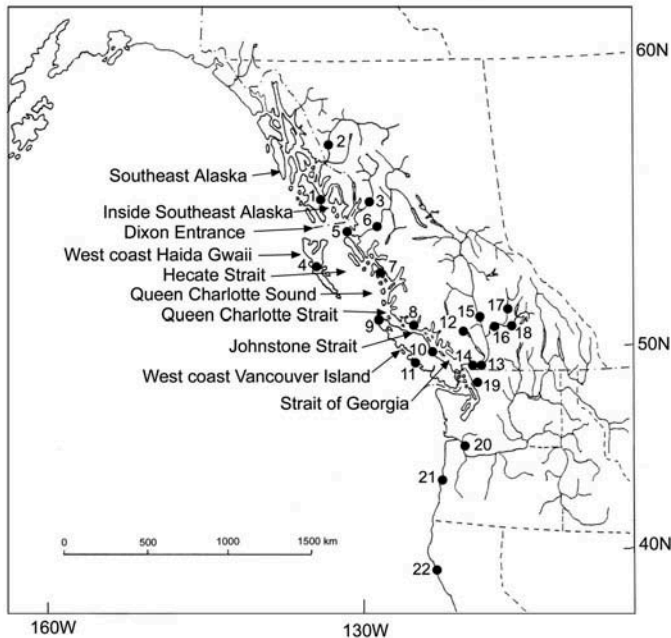 60N
2
Southeast Alaska
1
3
Inside Southeast Alaska
6
Dixon Entrance
5
West coast Haida Gwaii
4
7
Hecate Strait
Queen Charlotte Sound
17
Queen Charlotte Strait
8
15
9
12
16
18
50N
Johnstone Strait
10
14
13
West coast Vancouver Island
11
19
Strait of Georgia
20
21
0 500 1000 1500 km
40N
22
160W 130W